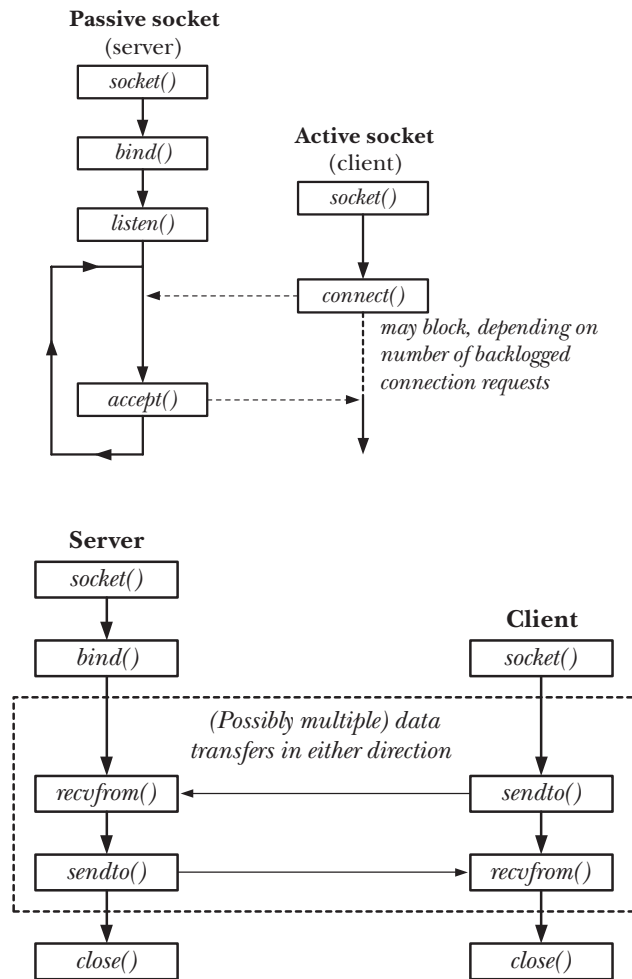 Passive socket
(server)
socket()
bind()
Active socket
(client)
listen()
socket()
connect()
may block, depending on
number of backlogged
connection requests
accept()
Server
socket()
Client
bind()
socket()
(Possibly multiple) data
transfers in either direction
recvfrom()
sendto()
sendto()
recvfrom()
close()
close()